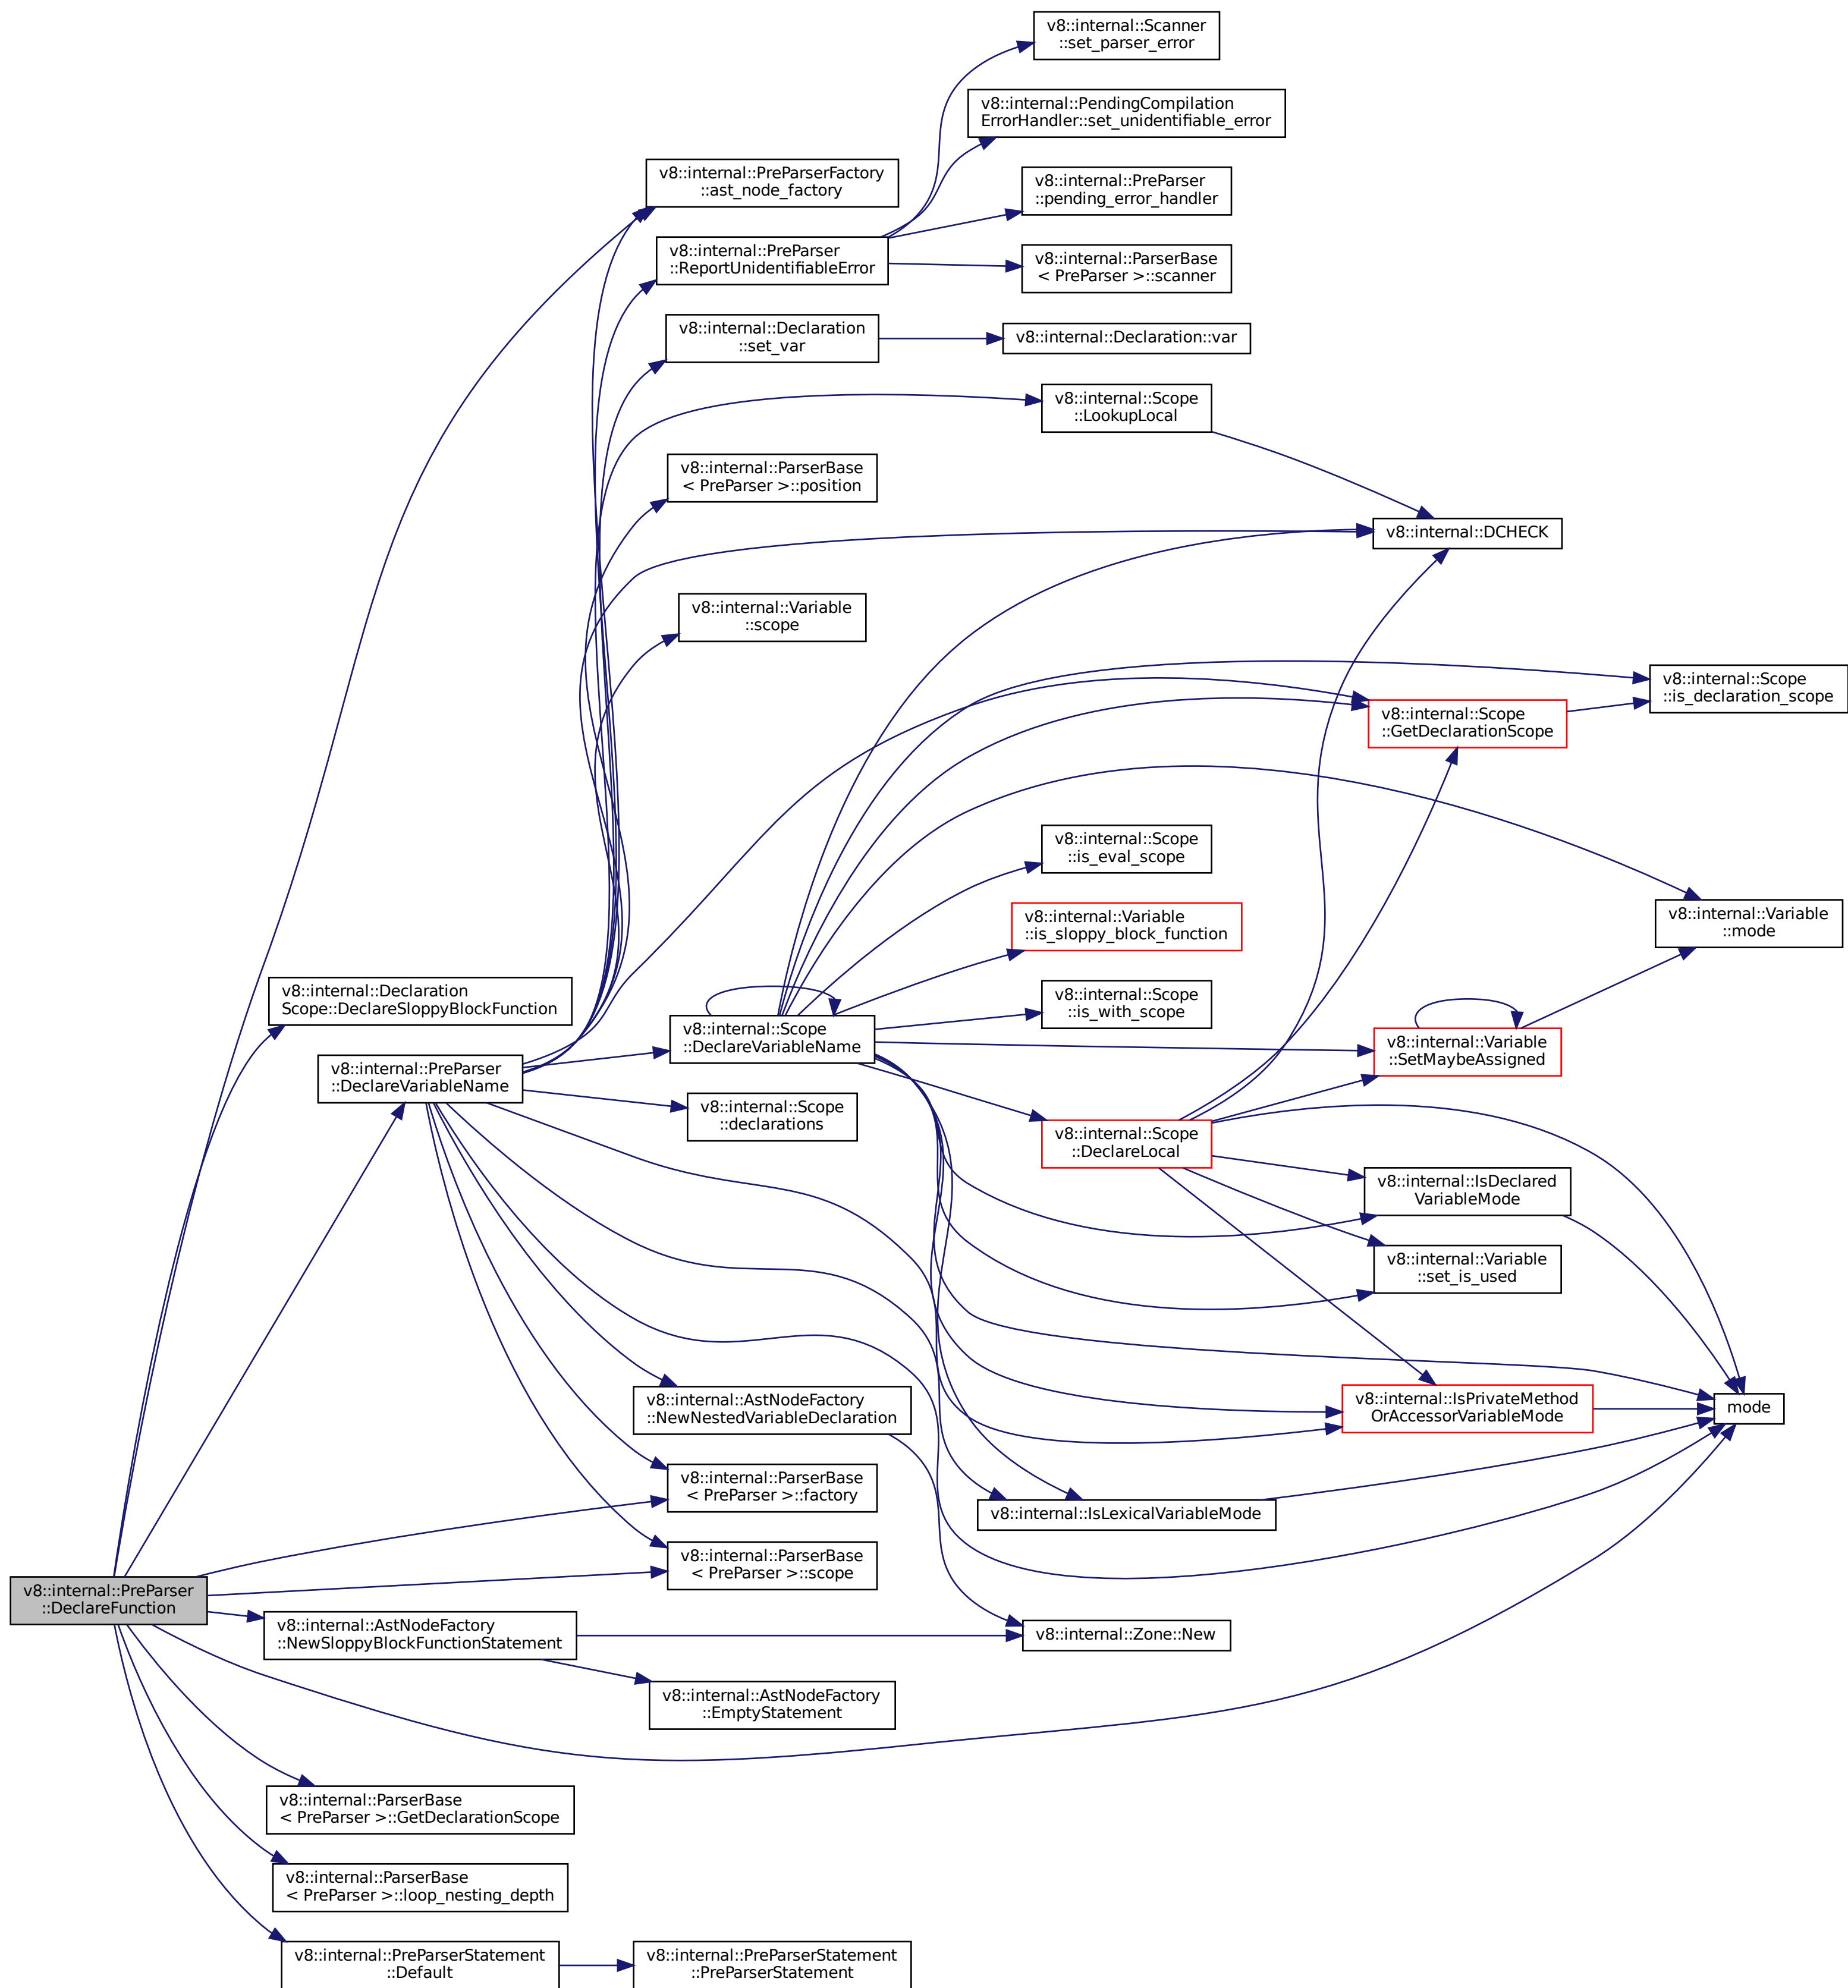 v8::internal::Scanner
::set_parser_error
v8::internal::PendingCompilation
ErrorHandler::set_unidentifiable_error
v8::internal::PreParserFactory
::ast_node_factory
v8::internal::PreParser
::pending_error_handler
v8::internal::PreParser
::ReportUnidentifiableError
v8::internal::ParserBase
< PreParser >::scanner
v8::internal::Declaration
::set_var
v8::internal::Declaration::var
v8::internal::Scope
::LookupLocal
v8::internal::ParserBase
< PreParser >::position
v8::internal::DCHECK
v8::internal::Variable
::scope
v8::internal::Scope
::is_declaration_scope
v8::internal::Scope
::GetDeclarationScope
v8::internal::Scope
::is_eval_scope
v8::internal::Variable
::is_sloppy_block_function
v8::internal::Variable
::mode
v8::internal::Declaration
Scope::DeclareSloppyBlockFunction
v8::internal::Scope
::is_with_scope
v8::internal::Scope
::DeclareVariableName
v8::internal::Variable
::SetMaybeAssigned
v8::internal::PreParser
::DeclareVariableName
v8::internal::Scope
::declarations
v8::internal::Scope
::DeclareLocal
v8::internal::IsDeclared
VariableMode
v8::internal::Variable
::set_is_used
v8::internal::AstNodeFactory
::NewNestedVariableDeclaration
v8::internal::IsPrivateMethod
OrAccessorVariableMode
mode
v8::internal::ParserBase
< PreParser >::factory
v8::internal::IsLexicalVariableMode
v8::internal::ParserBase
< PreParser >::scope
v8::internal::PreParser
::DeclareFunction
v8::internal::AstNodeFactory
::NewSloppyBlockFunctionStatement
v8::internal::Zone::New
v8::internal::AstNodeFactory
::EmptyStatement
v8::internal::ParserBase
< PreParser >::GetDeclarationScope
v8::internal::ParserBase
< PreParser >::loop_nesting_depth
v8::internal::PreParserStatement
::Default
v8::internal::PreParserStatement
::PreParserStatement